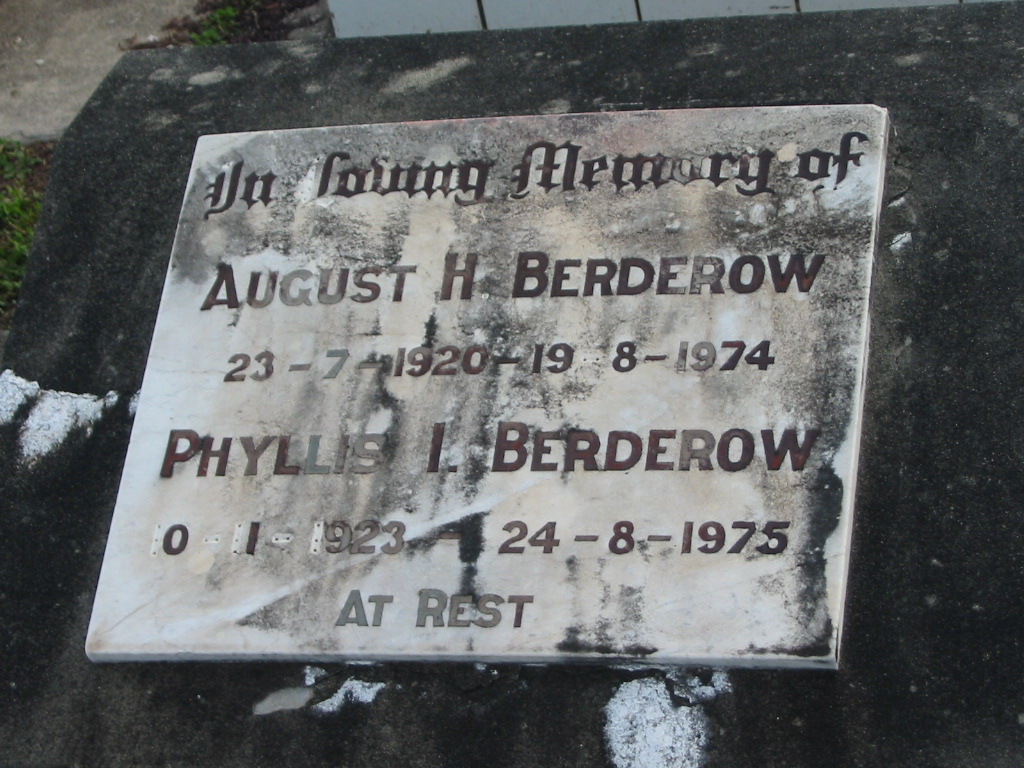 In Loving Memory of
AUGUST H BERDEROW
23-7-1920-19 8-1974
PHYLLIS I. BERDEROW
10-11-1923 - 24-8-1975
AT REST